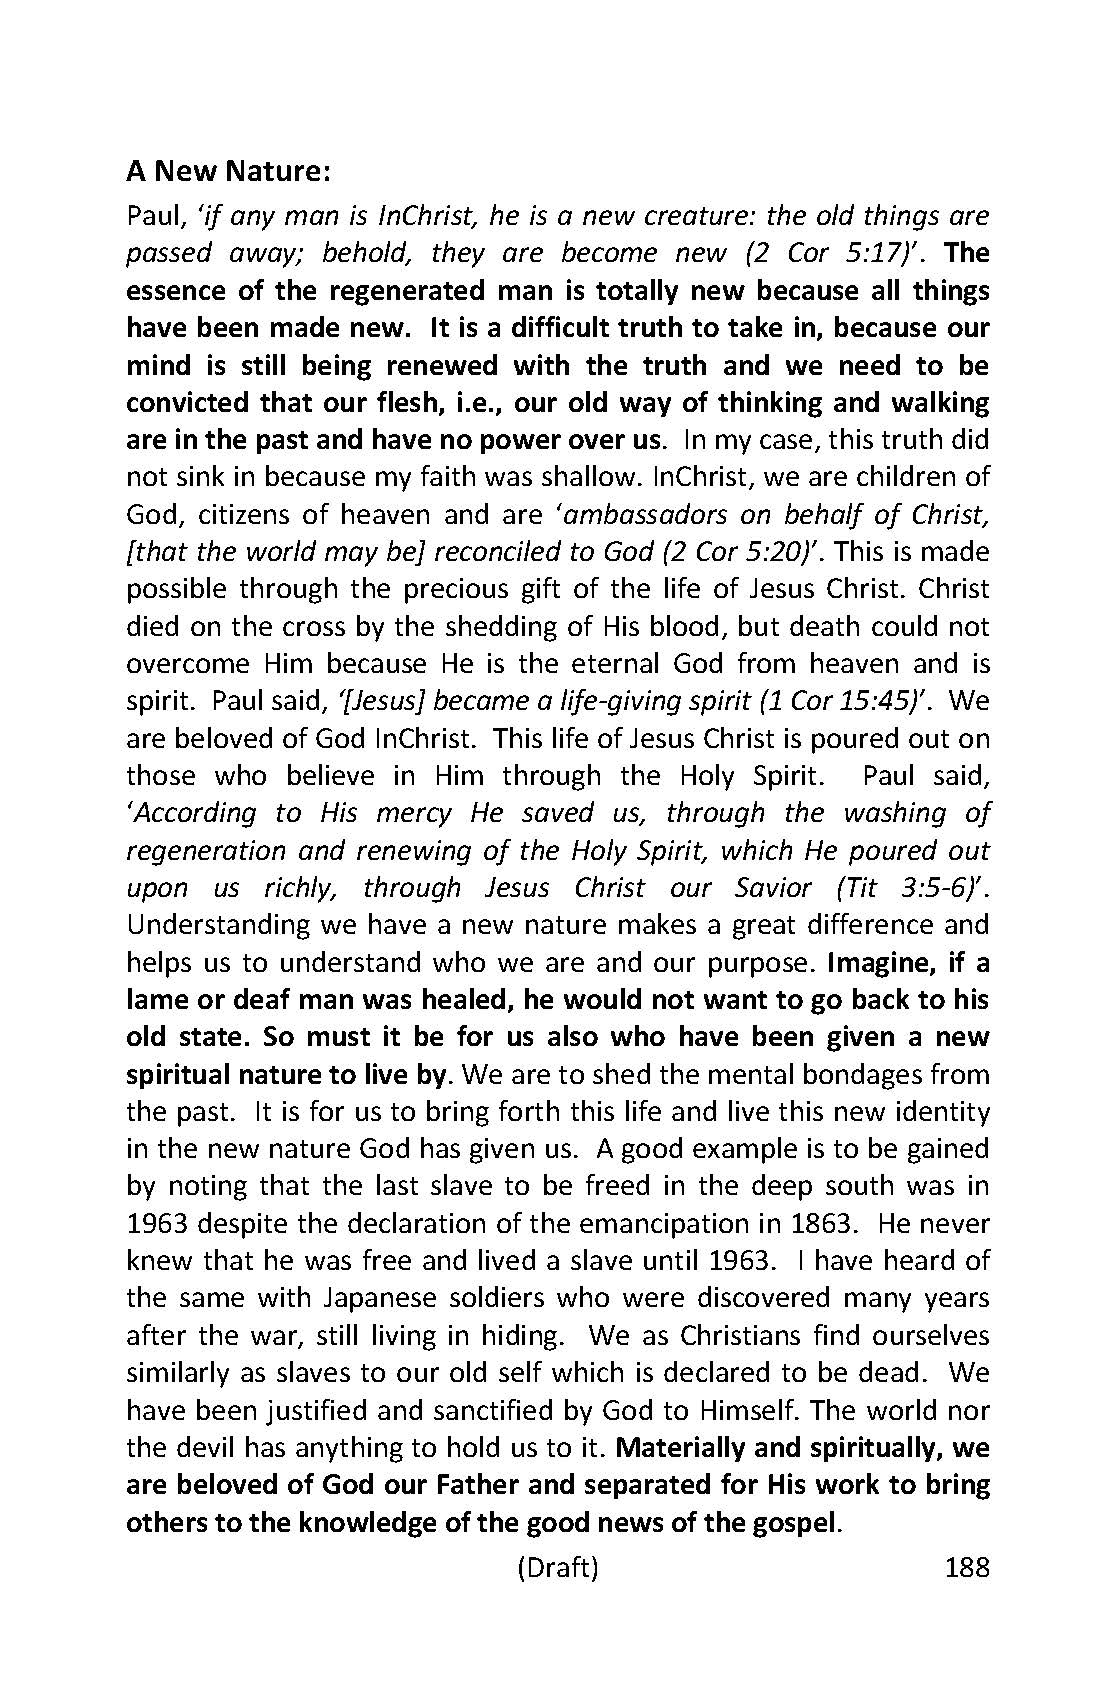 A New Nature:
Paul, ‘if any man is InChrist, he is a new creature: the old things are
passed away; behold, they are become new (2 Cor 5:17)’. The
essence of the regenerated man is totally new because all things
have been made new.  It is a difficult truth to take in, because our
mind is still being renewed with the truth and we need to be
convicted that our flesh, i.e., our old way of thinking and walking
are in the past and have no power over us.  In my case, this truth did
not sink in because my faith was shallow. InChrist, we are children of
God, citizens of heaven and are ‘ambassadors on behalf of Christ,
[that the world may be] reconciled to God (2 Cor 5:20)’. This is made
possible through the precious gift of the life of Jesus Christ. Christ
died on the cross by the shedding of His blood, but death could not
overcome Him because He is the eternal God from heaven and is
spirit.  Paul said, ‘[Jesus] became a life-giving spirit (1 Cor 15:45)’.  We
are beloved of God InChrist.  This life of Jesus Christ is poured out on
those who believe in Him through the Holy Spirit.  Paul said,
‘According to His mercy He saved us, through the washing of
regeneration and renewing of the Holy Spirit, which He poured out
upon us richly, through Jesus Christ our Savior (Tit 3:5-6)’.
Understanding we have a new nature makes a great difference and
helps us to understand who we are and our purpose. Imagine, if a
lame or deaf man was healed, he would not want to go back to his
old state. So must it be for us also who have been given a new
spiritual nature to live by. We are to shed the mental bondages from
the past.  It is for us to bring forth this life and live this new identity
in the new nature God has given us.  A good example is to be gained
by noting that the last slave to be freed in the deep south was in
1963 despite the declaration of the emancipation in 1863.  He never
knew that he was free and lived a slave until 1963.  I have heard of
the same with Japanese soldiers who were discovered many years
after the war, still living in hiding.  We as Christians find ourselves
similarly as slaves to our old self which is declared to be dead.  We
have been justified and sanctified by God to Himself. The world nor
the devil has anything to hold us to it. Materially and spiritually, we
are beloved of God our Father and separated for His work to bring
others to the knowledge of the good news of the gospel.
(Draft) 188